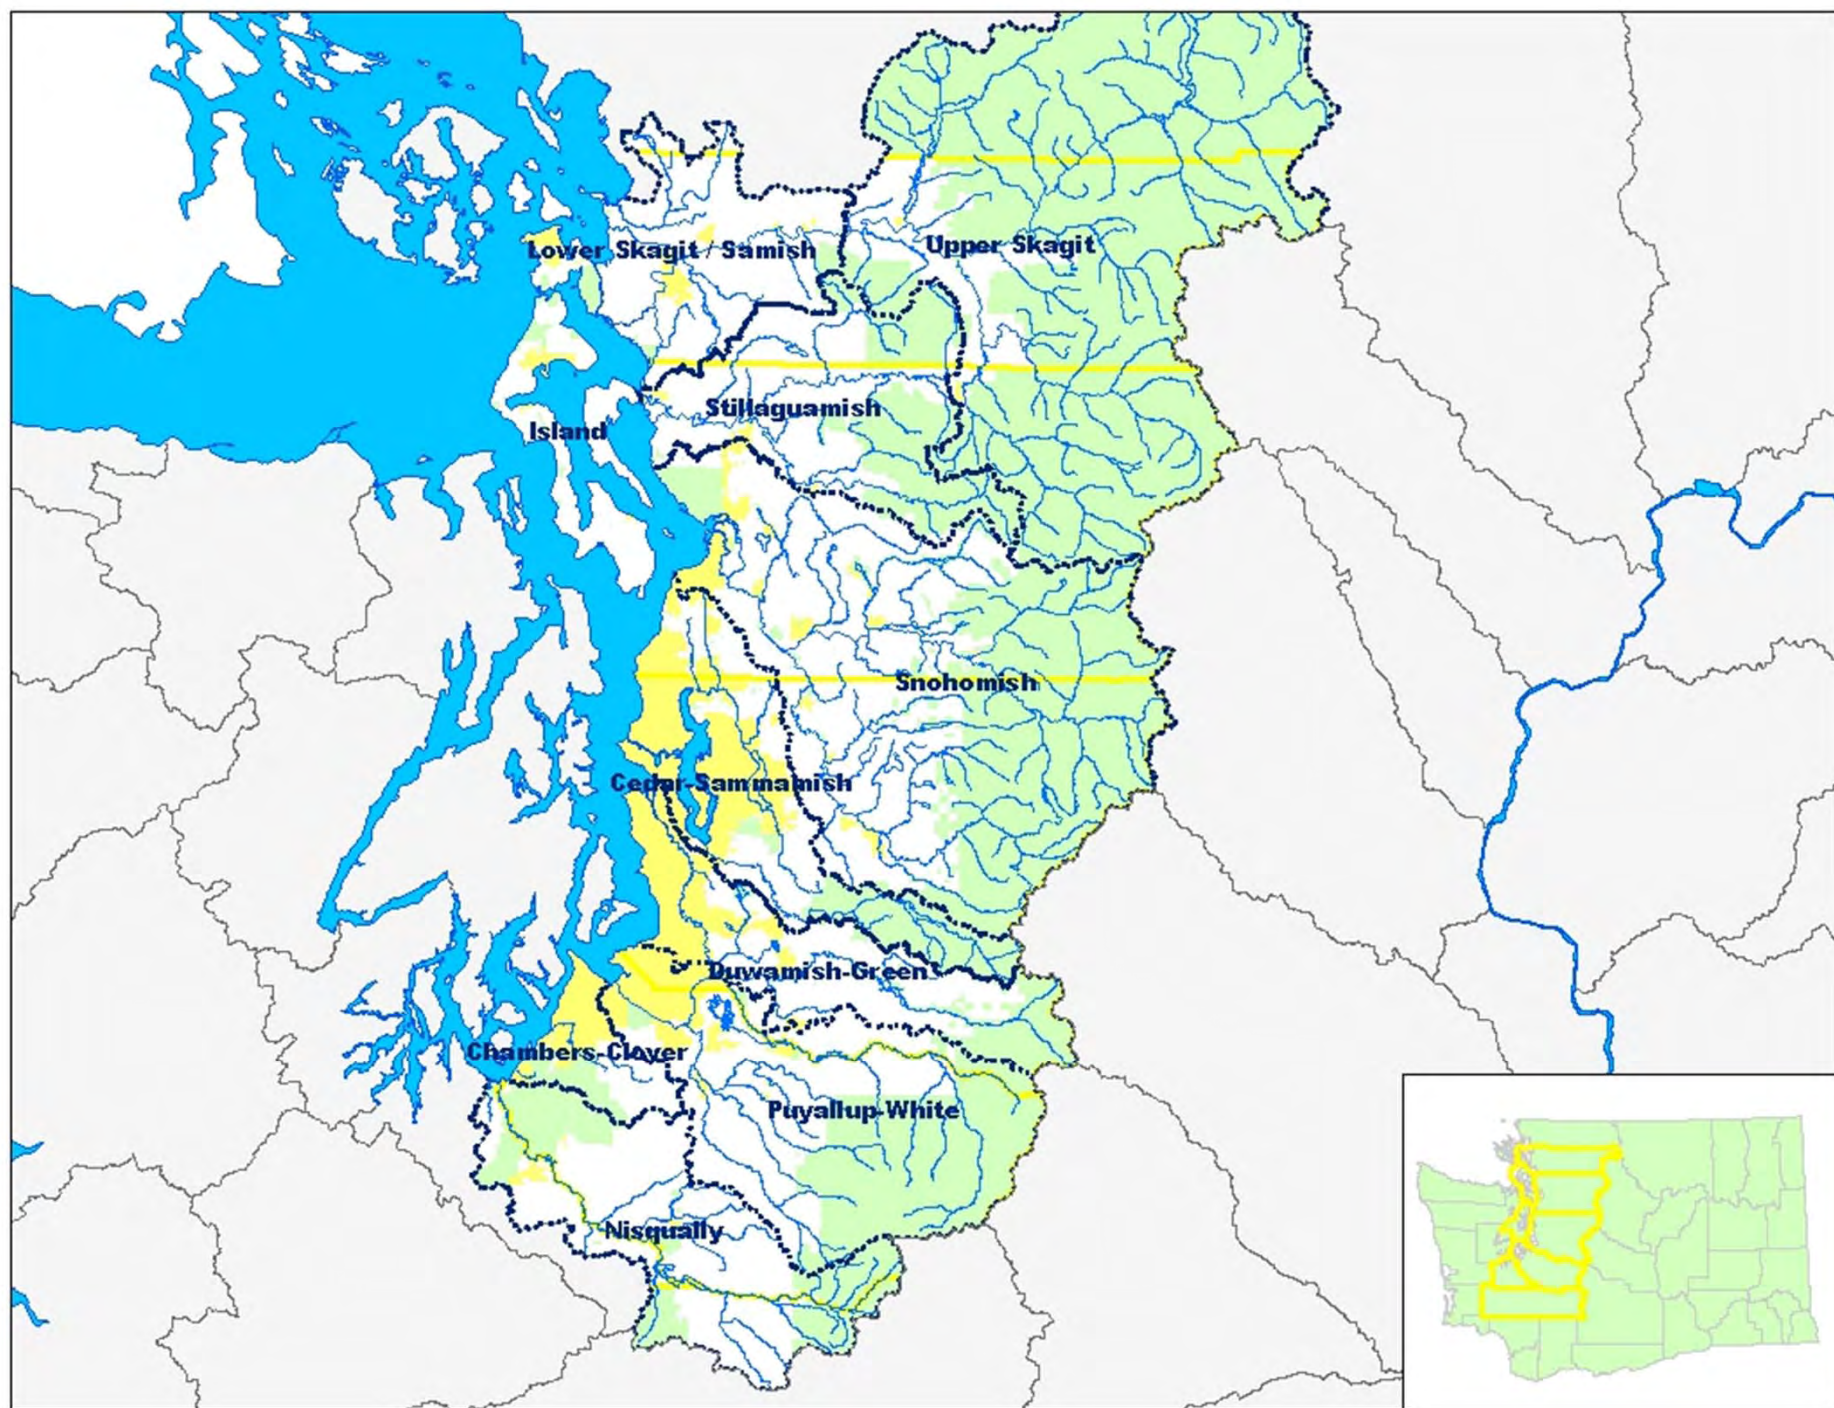 Lower Skagit / Samish
Upper Skagit
Stillaguamish
Island
Snohomish
Cedar-Sammamish
Duwamish-Green
Chambers-Clover
Puyallup-White
Nisqually